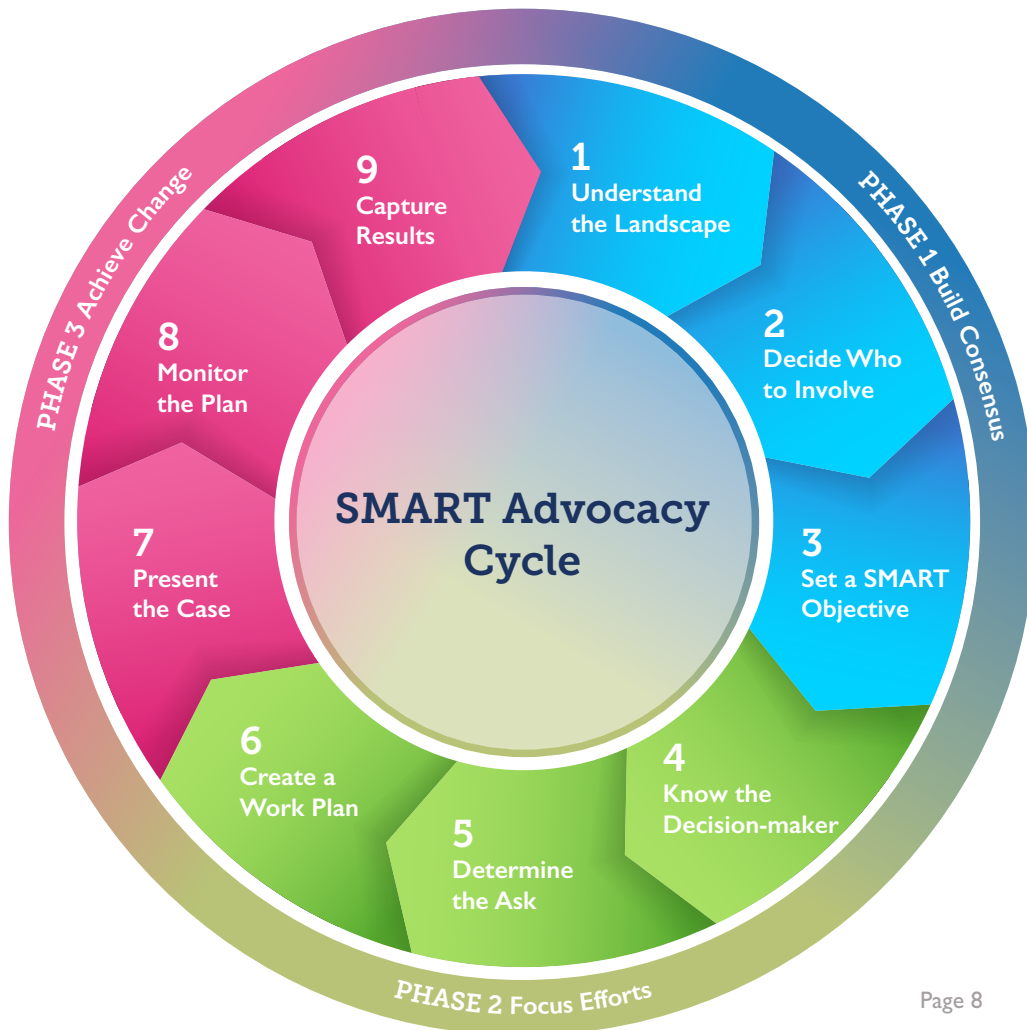 SMART Advocacy
Cycle
PHASE 1 Build Consensus
1
Understand
the Landscape
2
Decide Who
to Involve
3
Set a SMART
Objective
PHASE 2 Focus Efforts
4
Know the
Decision-maker
5
Determine
the Ask
6
Create a
Work Plan
PHASE 3 Achieve Change
7
Present
the Case
8
Monitor
the Plan
9
Capture
Results
Page 8